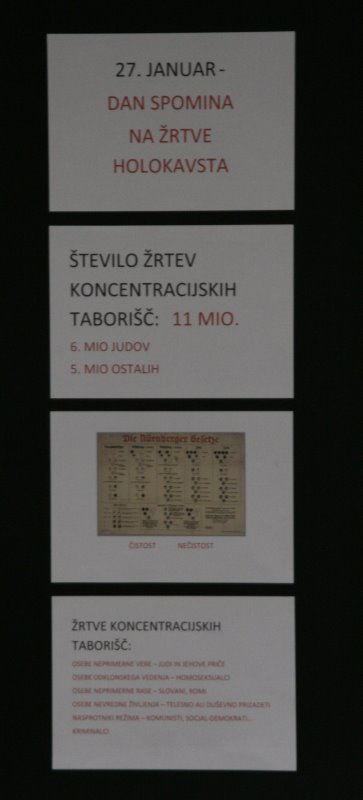 27. JANUAR -
DAN SPOMINA
NA ŽRTVE
HOLOKAVSTA
ŠTEVILO ŽRTEV
KONCENTRACIJSKIH
TABORIŠČ: 11 MIO.
6. MIO JUDOV
5. MIO OSTALIH
Die Nürnberger Gesetze
ČISTOST NEČISTOST
ŽRTVE KONCENTRACIJSKIH
TABORIŠČ:
OSEBE NEPRIMERNE VERE – JUDI IN JEHOVE PRIČE
OSEBE ODKLONSKEGA VEDENJA – HOMOSEKSUALCI
OSEBE NEPRIMERNE RASE – SLOVANI, ROMI
OSEBE NEVREDNE ŽIVLJENJA – TELESNO ALI DUŠEVNO PRIZADETI
NASPROTNIKI REŽIMA – KOMUNISTI, SOCIAL-DEMOKRATI...
KRIMINALCI